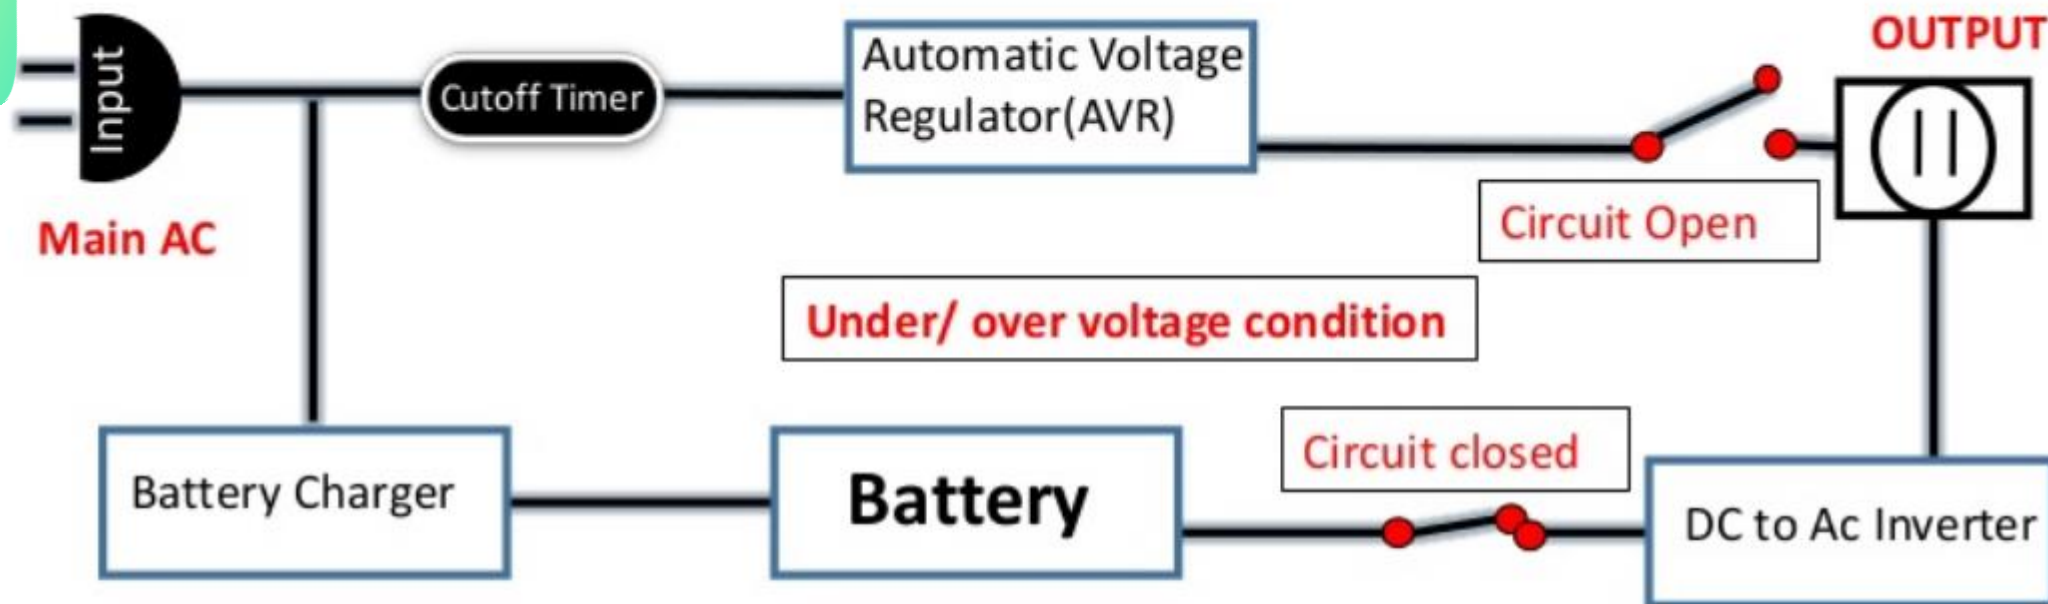 OUTPUT
Input
Cutoff Timer
Automatic Voltage
Regulator(AVR)
Main AC
Circuit Open
Under/ over voltage condition
Circuit closed
Battery Charger
Battery
DC to Ac Inverter